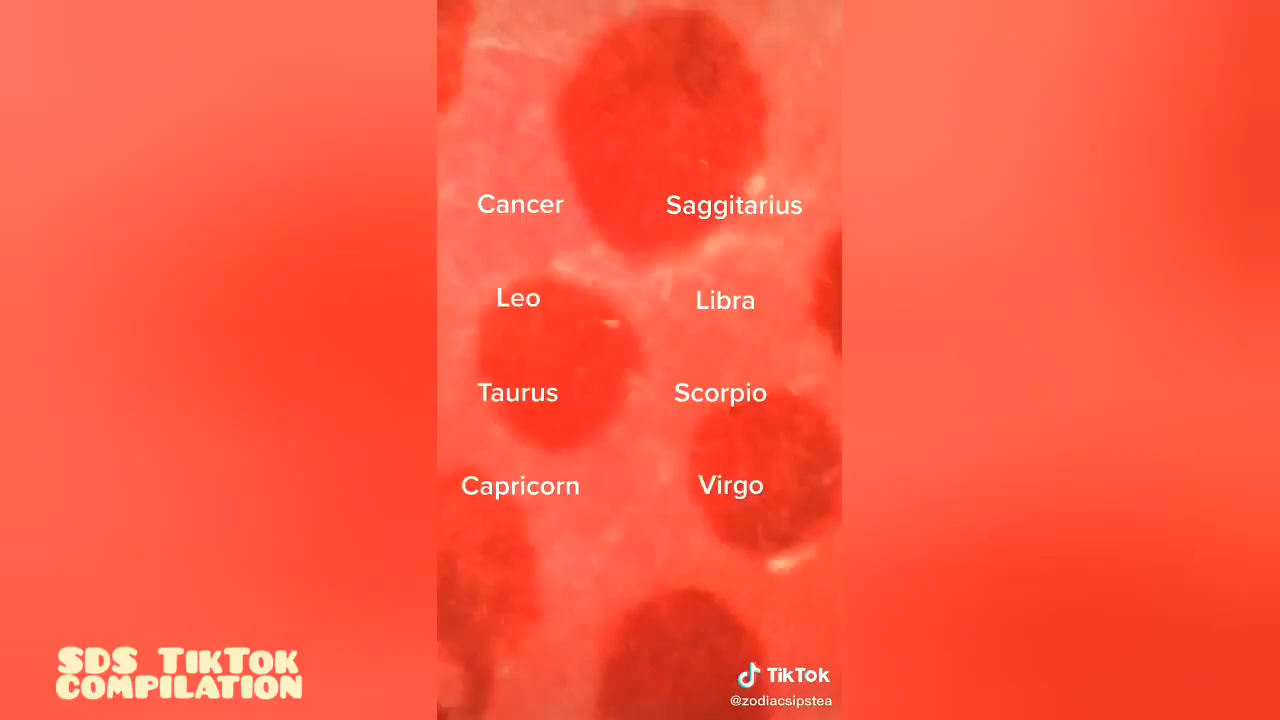 Cancer Saggitarius
Leo Libra
Taurus Scorpio
Capricorn Virgo
SDS TikTok
COMPILATION
TikTok
@zodiacsipstea